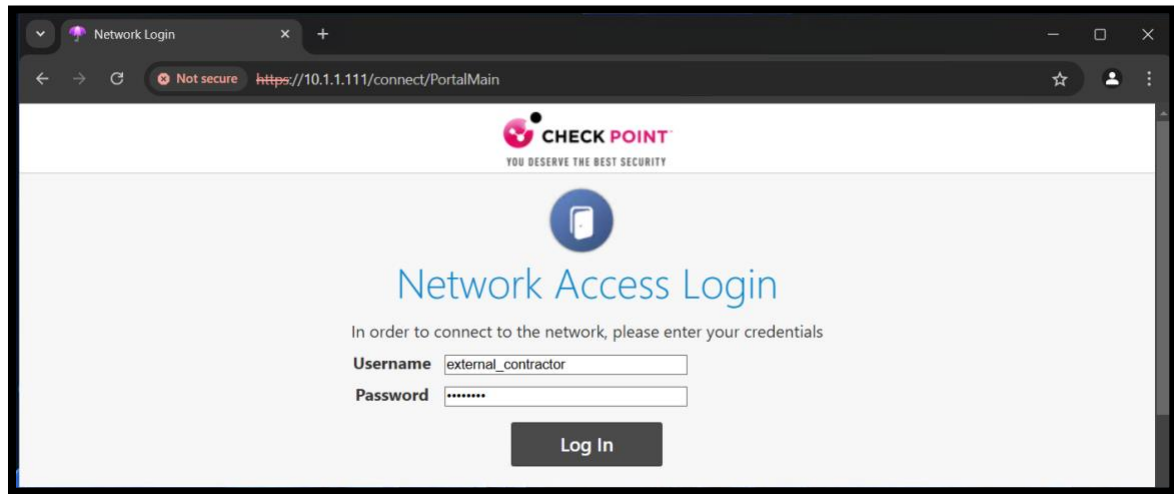 Network Login
Not secure https://10.1.1.111/connect/PortalMain
CHECK POINT
YOU DESERVE THE BEST SECURITY
Network Access Login
In order to connect to the network, please enter your credentials
Username external_contractor
Password ••••••••
Log In